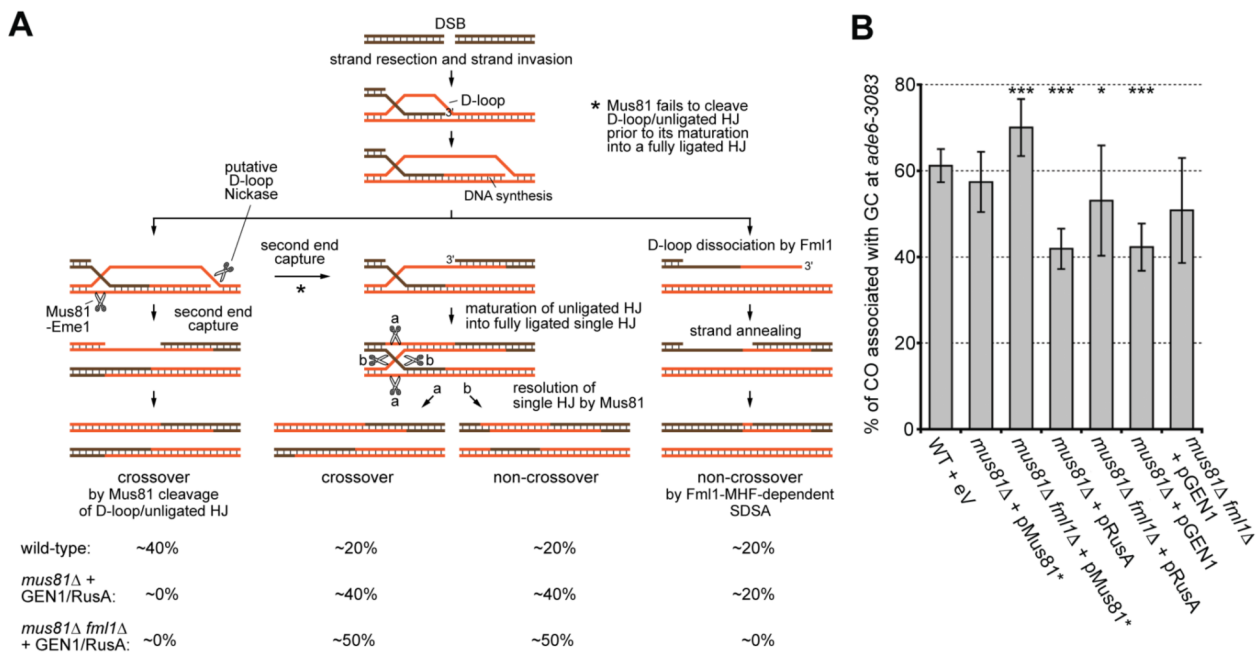 A
DSB
strand resection and strand invasion
D-loop
3'
* Mus81 fails to cleave
D-loop/unligated HJ
prior to its maturation
into a fully ligated HJ
DNA synthesis
putative
D-loop
Nickase
second end
capture
*
D-loop dissociation by Fml1
3'
3'
Mus81
-Eme1
second end
capture
maturation of unligated HJ
into fully ligated single HJ
strand annealing
a
b
b
a
a
b
resolution of
single HJ by Mus81
crossover
by Mus81 cleavage
of D-loop/unligated HJ
crossover
non-crossover
non-crossover
by Fml1-MHF-dependent
SDSA
wild-type: ~40% ~20% ~20% ~20%
mus81Δ +
GEN1/RusA: ~0% ~40% ~40% ~20%
mus81Δ fml1Δ
+ GEN1/RusA: ~0% ~50% ~50% ~0%
B
% of CO associated with GC at ade6-3083
80
60
40
20
0
*** *** * ***
WT + eV
mus81Δ + pMus81*
mus81Δ fml1Δ + pMus81*
mus81Δ + pRusA
mus81Δ fml1Δ + pRusA
mus81Δ + pGEN1
mus81Δ fml1Δ
+ pGEN1